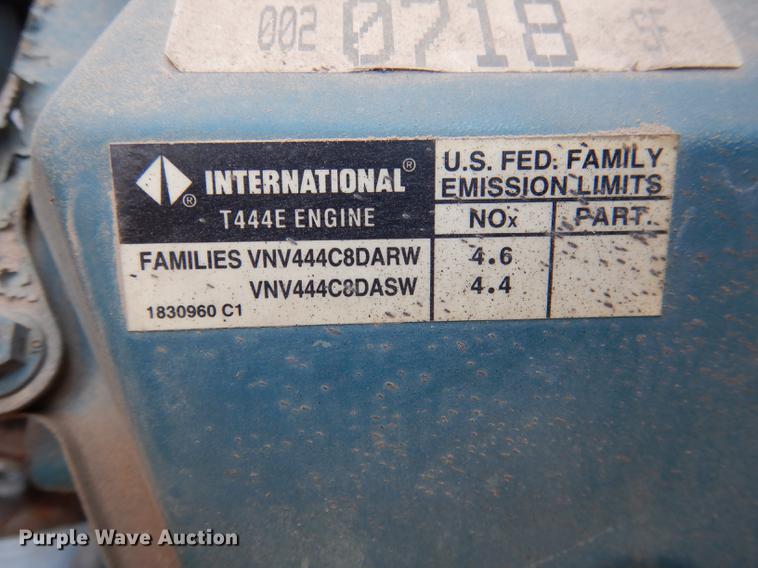 002 0718 SF
INTERNATIONAL®
®
T444E ENGINE
U.S. FED. FAMILY
EMISSION LIMITS
NOx PART.
FAMILIES VNV444C8DARW 4.6
VNV444C8DASW 4.4
1830960 C1
Purple Wave Auction